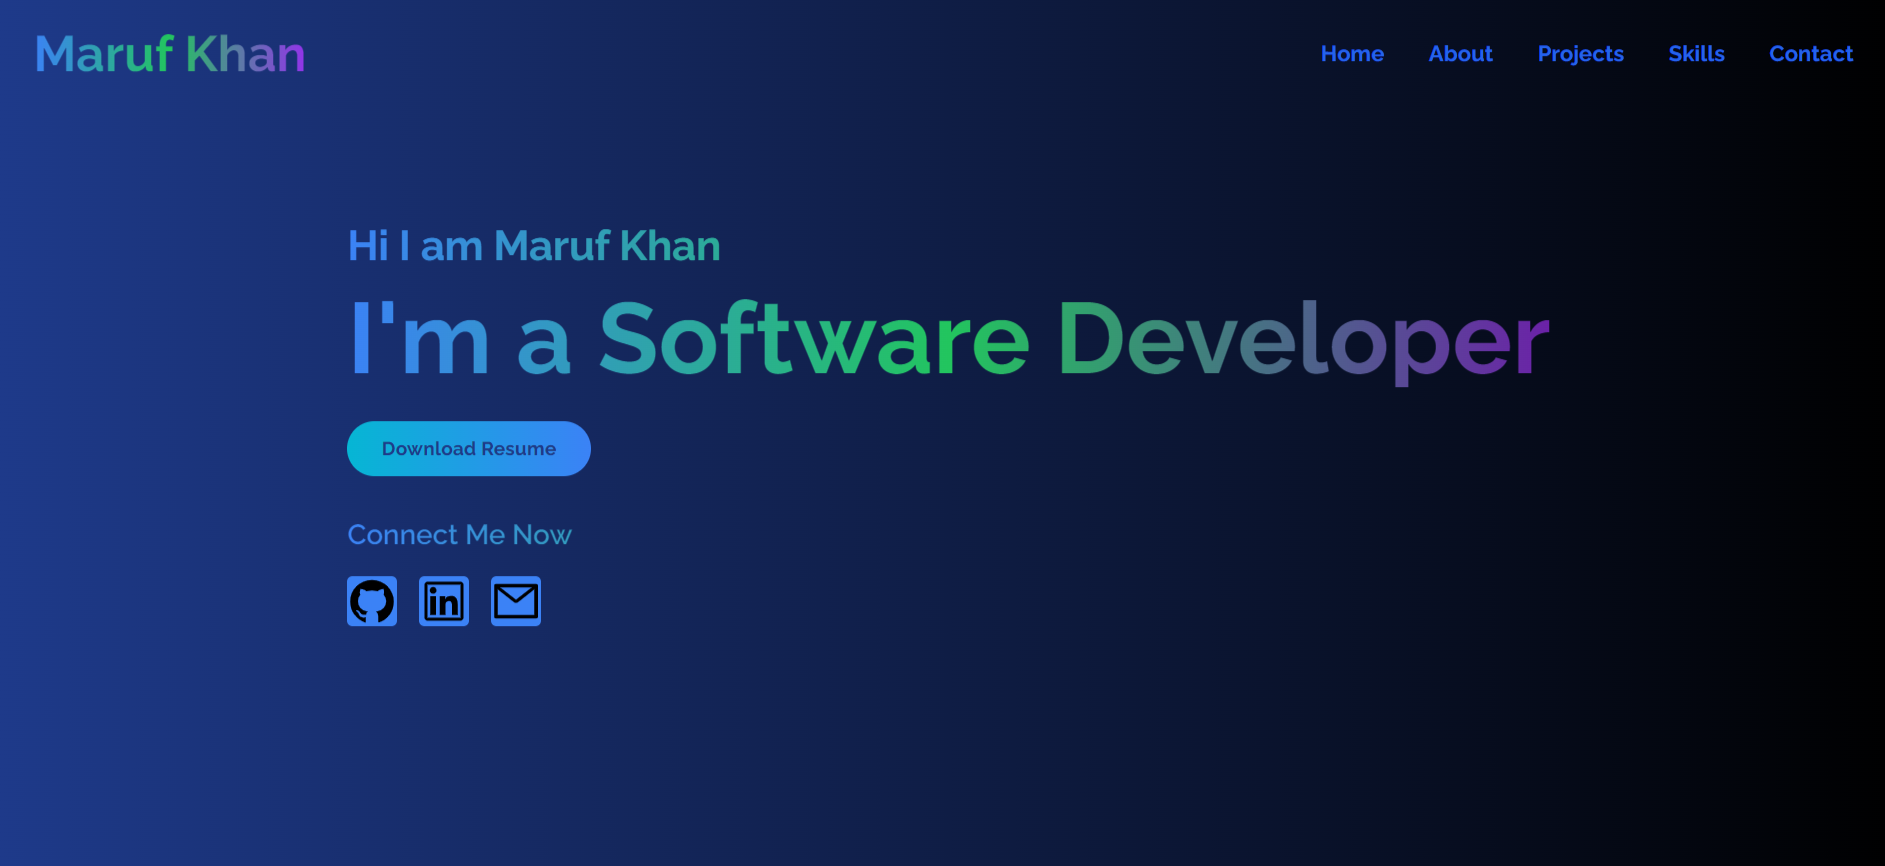 Maruf Khan
Home About Projects Skills Contact
Hi I am Maruf Khan
I'm a Software Developer
Download Resume
Connect Me Now
in